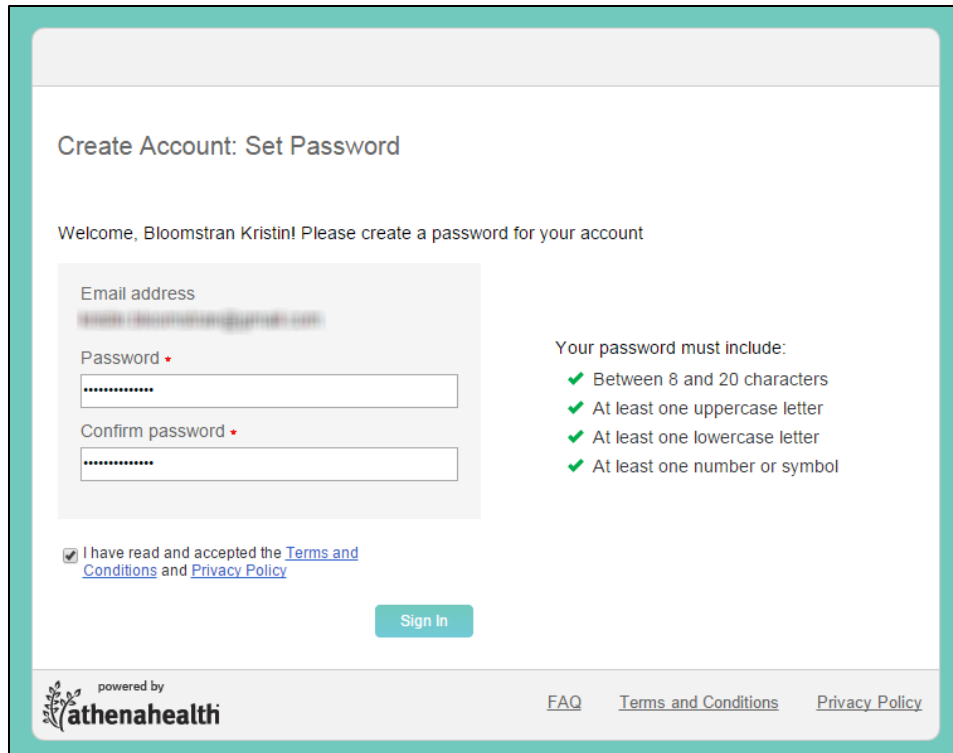 Create Account: Set Password
Welcome, Bloomstran Kristin! Please create a password for your account
Email address
Password *
Confirm password *
Your password must include:
Between 8 and 20 characters
At least one uppercase letter
At least one lowercase letter
At least one number or symbol
I have read and accepted the Terms and
Conditions and Privacy Policy
Sign In
powered by
athenahealth
FAQ Terms and Conditions Privacy Policy